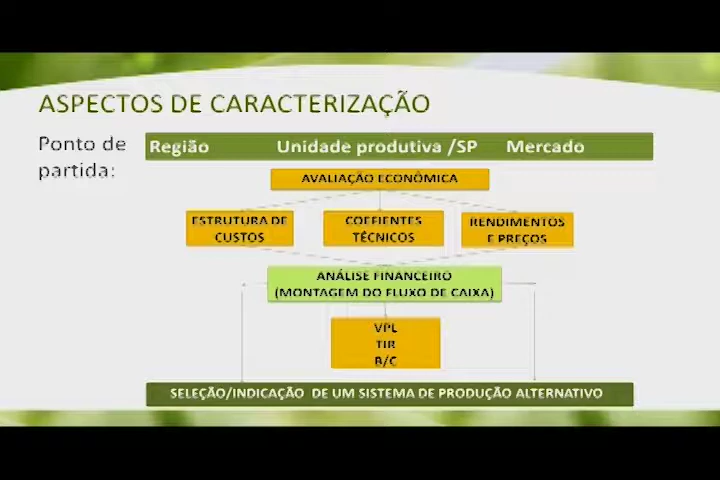 ASPECTOS DE CARACTERIZAÇÃO
Ponto de
partida:
Região Unidade produtiva /SP Mercado
AVALIAÇÃO ECONÔMICA
ESTRUTURA DE
CUSTOS
COEFIENTES
TÉCNICOS
RENDIMENTOS
E PREÇOS
ANÁLISE FINANCEIRO
(MONTAGEM DO FLUXO DE CAIXA)
VPL
TIR
B/C
SELEÇÃO/INDICAÇÃO DE UM SISTEMA DE PRODUÇÃO ALTERNATIVO